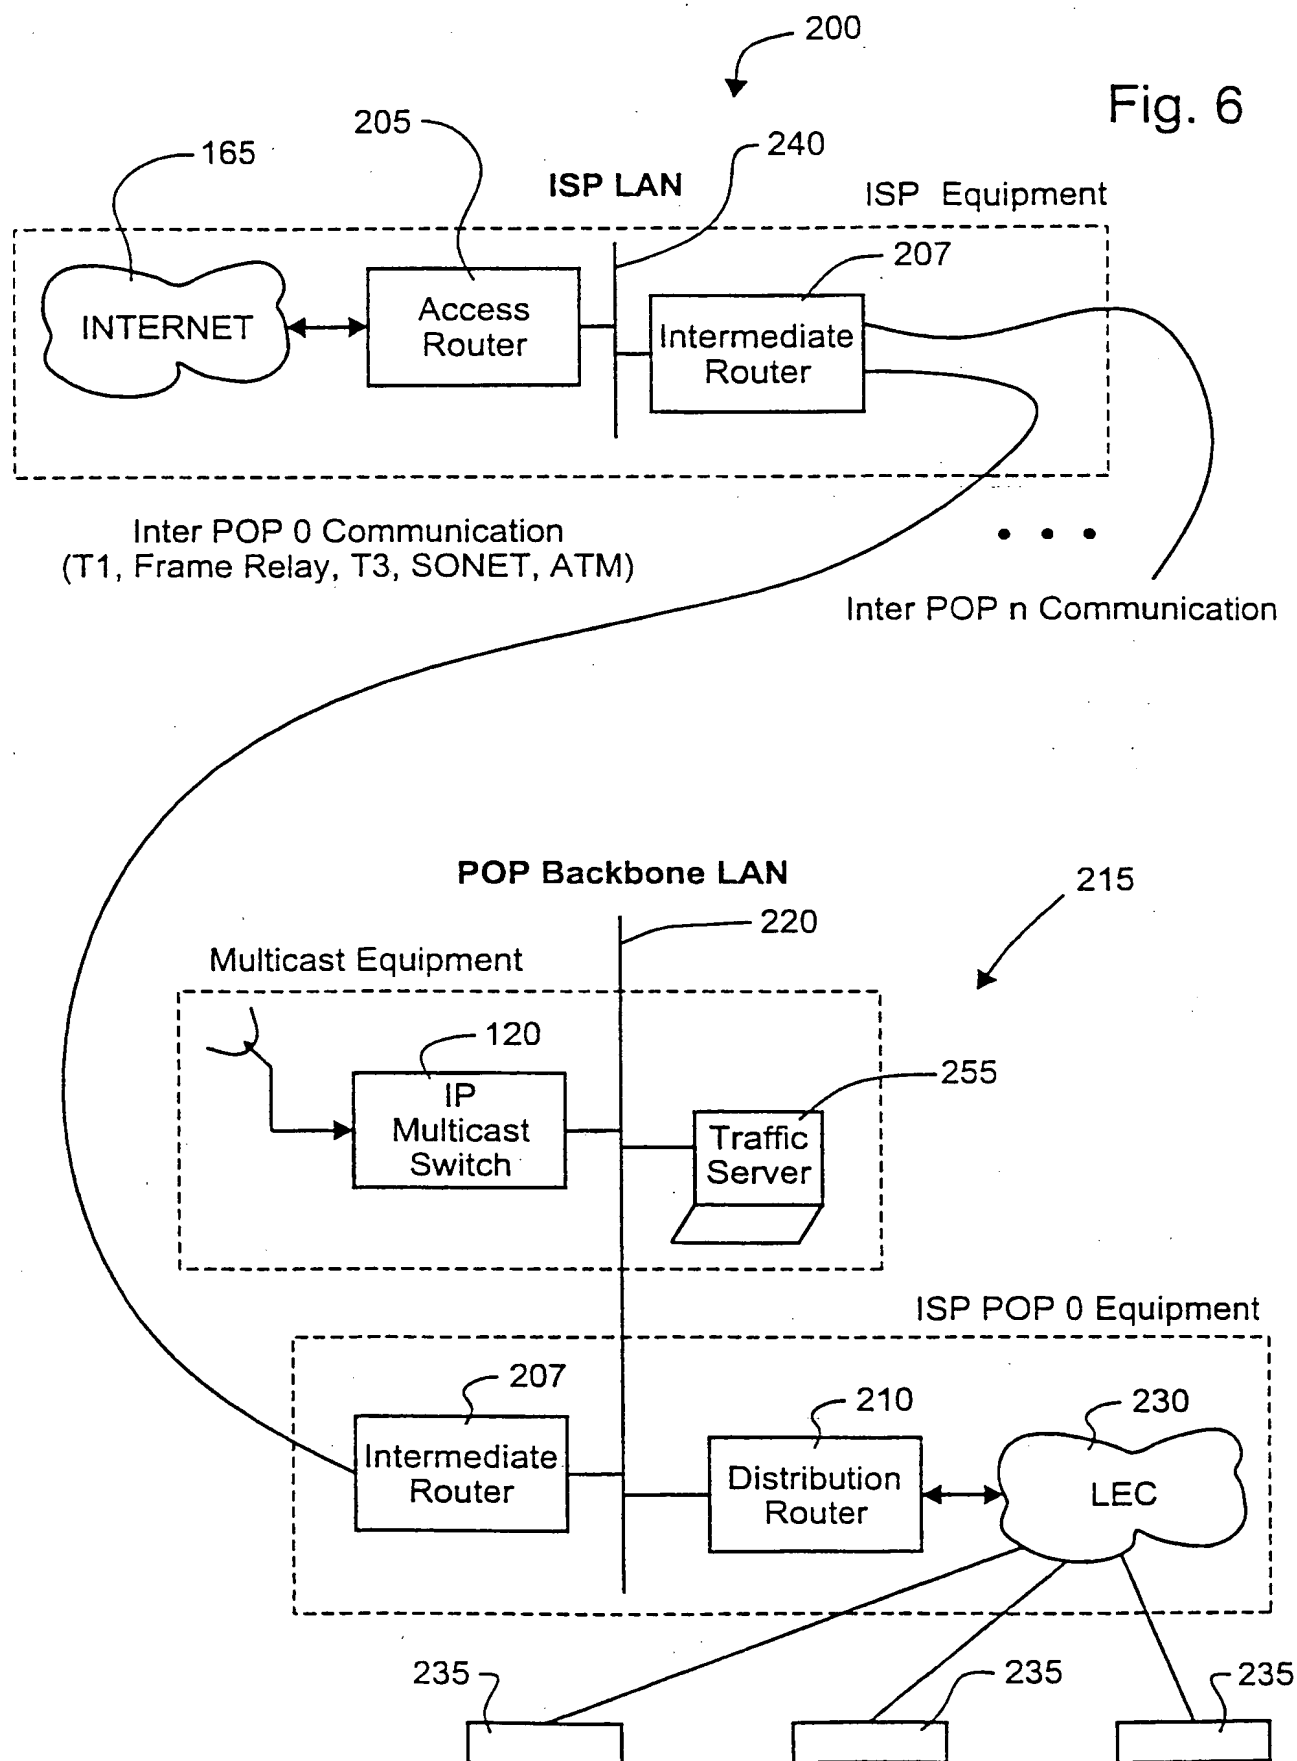 200
Fig. 6
205
240
165
ISP LAN
ISP Equipment
207
INTERNET
Access
Router
Intermediate
Router
Inter POP 0 Communication
(T1, Frame Relay, T3, SONET, ATM)
• • •
Inter POP n Communication
POP Backbone LAN
215
220
Multicast Equipment
120
255
IP
Multicast
Switch
Traffic
Server
ISP POP 0 Equipment
207
210
230
Intermediate
Router
Distribution
Router
LEC
235
235
235